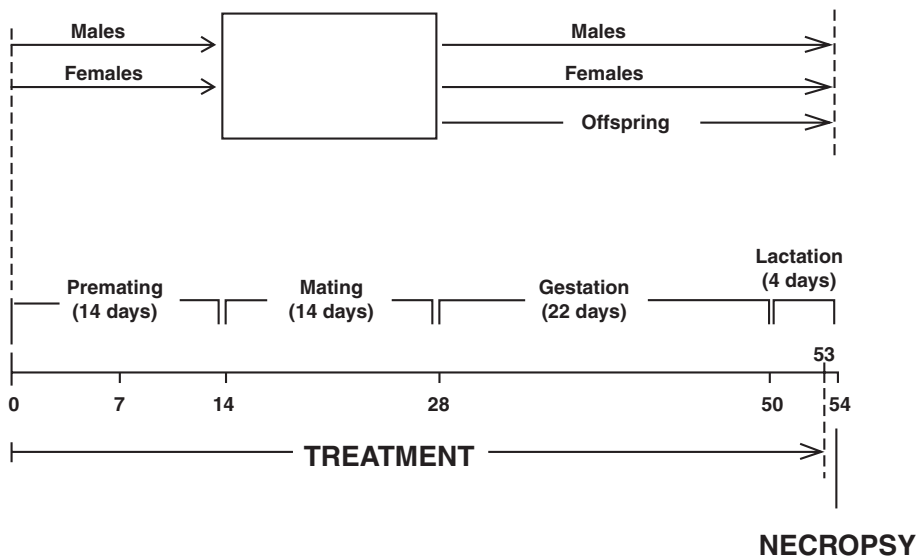 Males
Males
Females
Females
Offspring
Lactation
(4 days)
Premating
(14 days)
Mating
(14 days)
Gestation
(22 days)
53
0
7
14
28
50
54
TREATMENT
NECROPSY